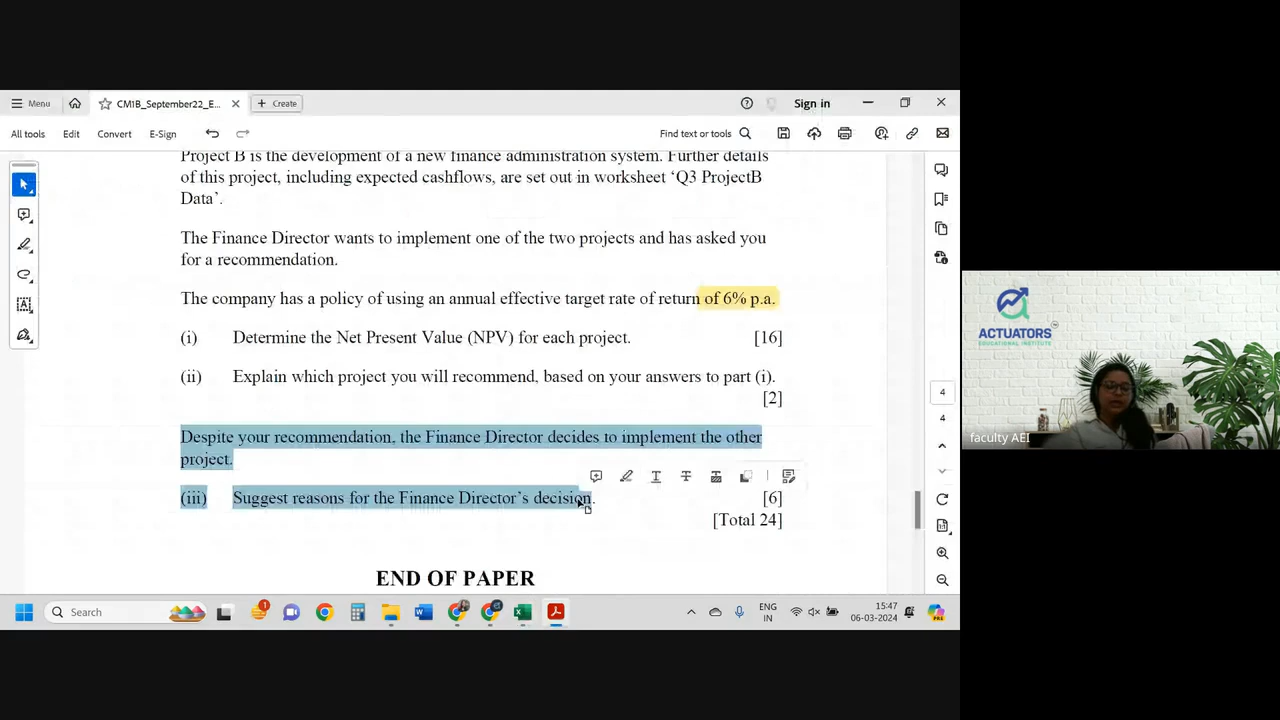 Menu
CM1B_September22_E...
Create
Sign in
All tools
Edit
Convert
E-Sign
Find text or tools
Project B is the development of a new finance administration system. Further details
of this project, including expected cashflows, are set out in worksheet ‘Q3 ProjectB
Data’.
The Finance Director wants to implement one of the two projects and has asked you
for a recommendation.
The company has a policy of using an annual effective target rate of return of 6% p.a.
(i) Determine the Net Present Value (NPV) for each project. [16]
(ii) Explain which project you will recommend, based on your answers to part (i).
[2]
Despite your recommendation, the Finance Director decides to implement the other
project.
(iii) Suggest reasons for the Finance Director’s decision. [6]
[Total 24]
END OF PAPER
4
4
ACTUATORS
EDUCATIONAL INSTITUTE
faculty AEI
Search
1
ENG
IN
15:47
06-03-2024